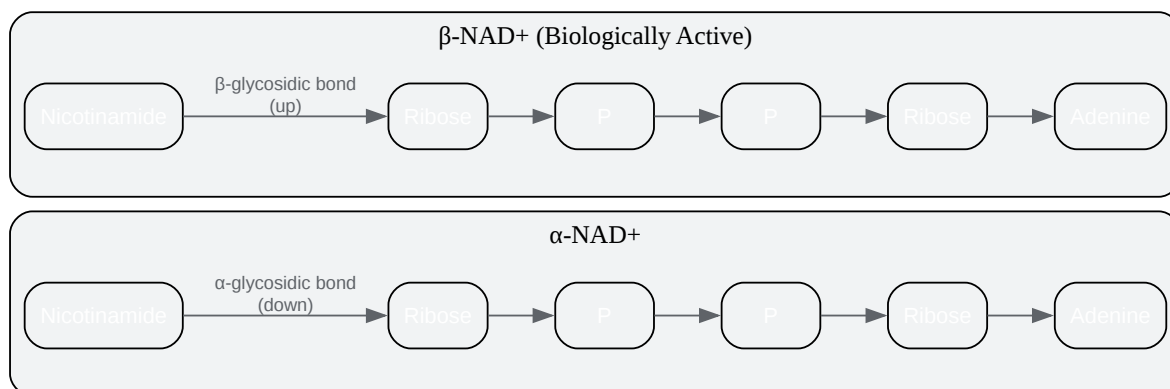 β-NAD+ (Biologically Active)
β-glycosidic bond
(up)
Nicotinamide Ribose P P Ribose Adenine
α-NAD+
α-glycosidic bond
(down)
Nicotinamide Ribose P P Ribose Adenine